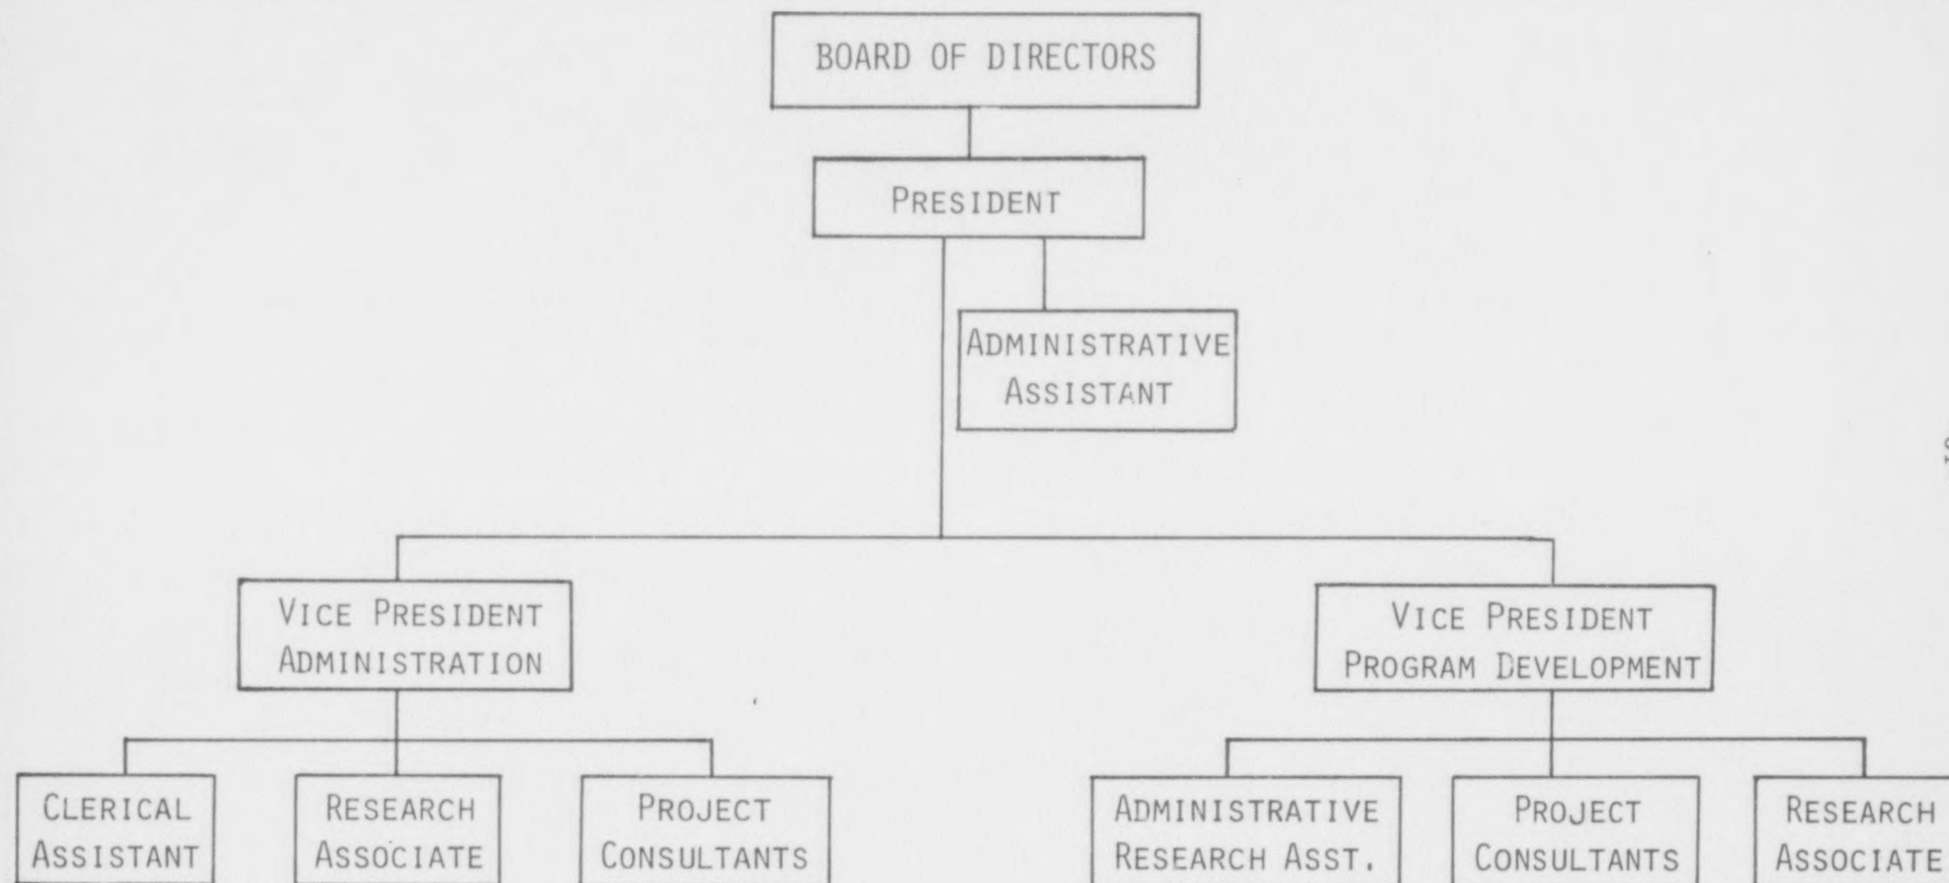 BOARD OF DIRECTORS
PRESIDENT
ADMINISTRATIVE
ASSISTANT
VICE PRESIDENT
ADMINISTRATION
VICE PRESIDENT
PROGRAM DEVELOPMENT
CLERICAL
ASSISTANT
RESEARCH
ASSOCIATE
PROJECT
CONSULTANTS
ADMINISTRATIVE
RESEARCH ASST.
PROJECT
CONSULTANTS
RESEARCH
ASSOCIATE